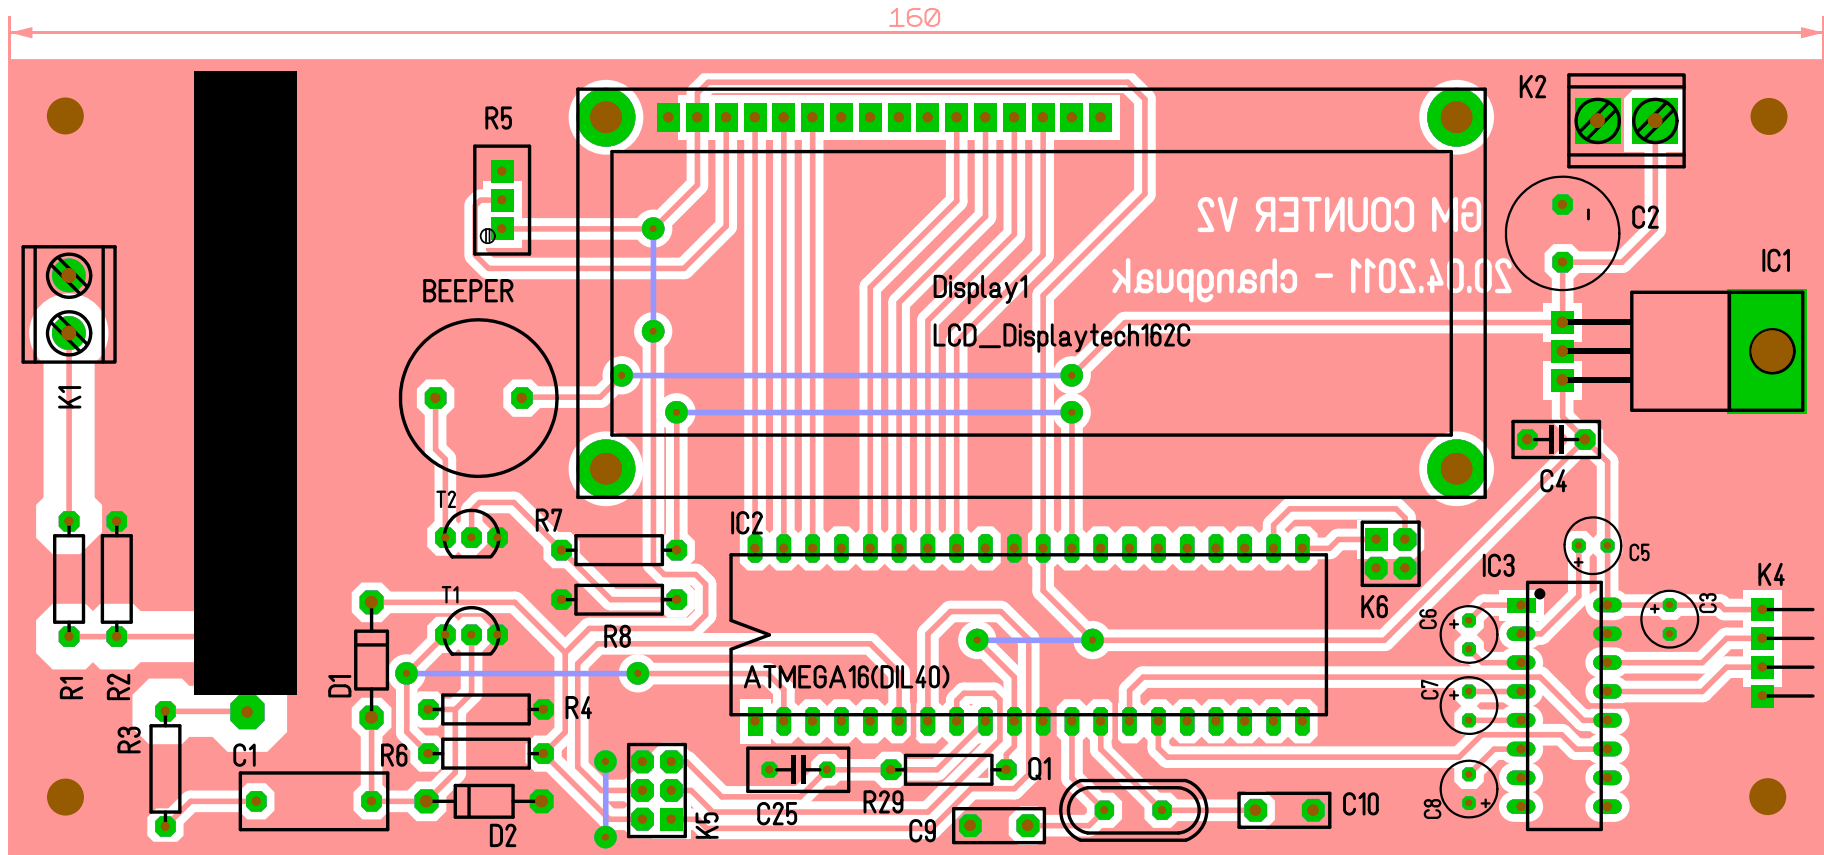 160
K2
R5
GM COUNTER V2
C2
IC1
20.04.2011 - changpuak
BEEPER
Display1
LCD_Displaytech162C
K1
C4
T2
R7
IC2
C5
IC3
K4
T1
K6
C6
C3
R8
ATMEGA16(DIL40)
R1
R2
D1
C7
R4
R3
C1
R6
Q1
C25
R29
C10
C8
D2
K5
C9